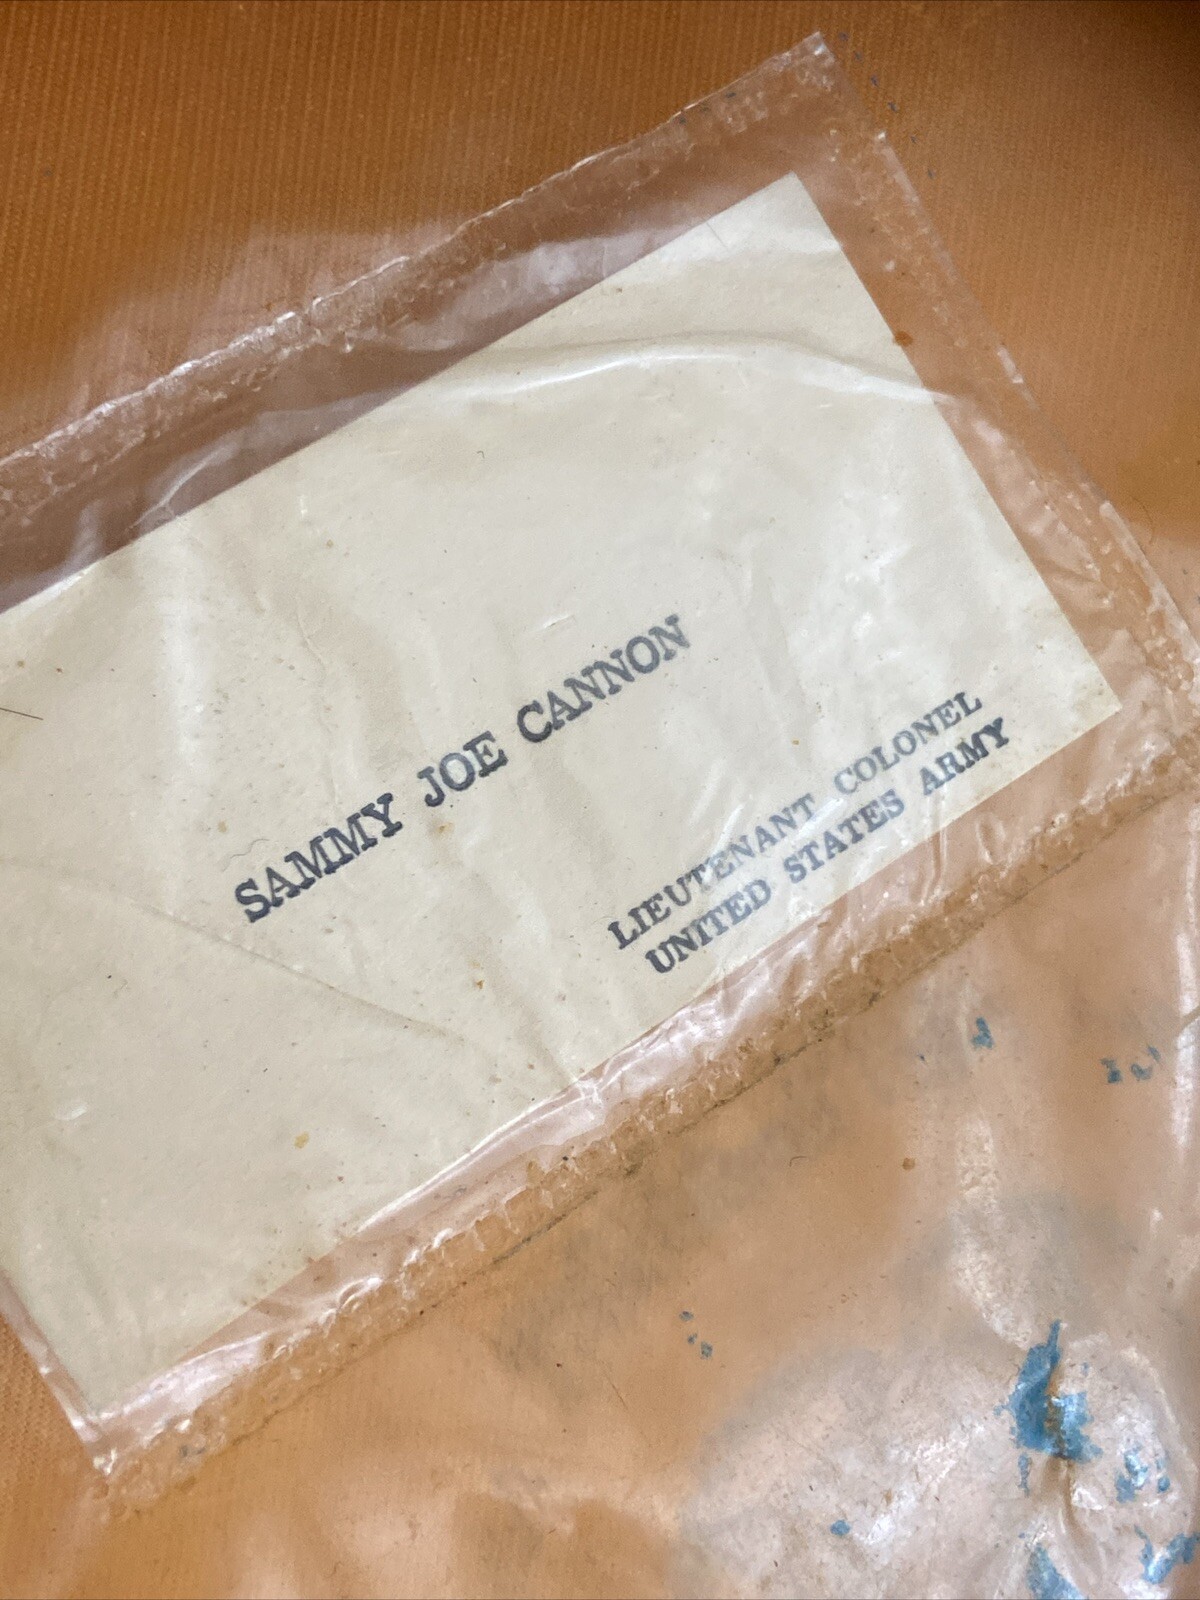 SAMMY JOE CANNON
LIEUTENANT COLONEL
UNITED STATES ARMY